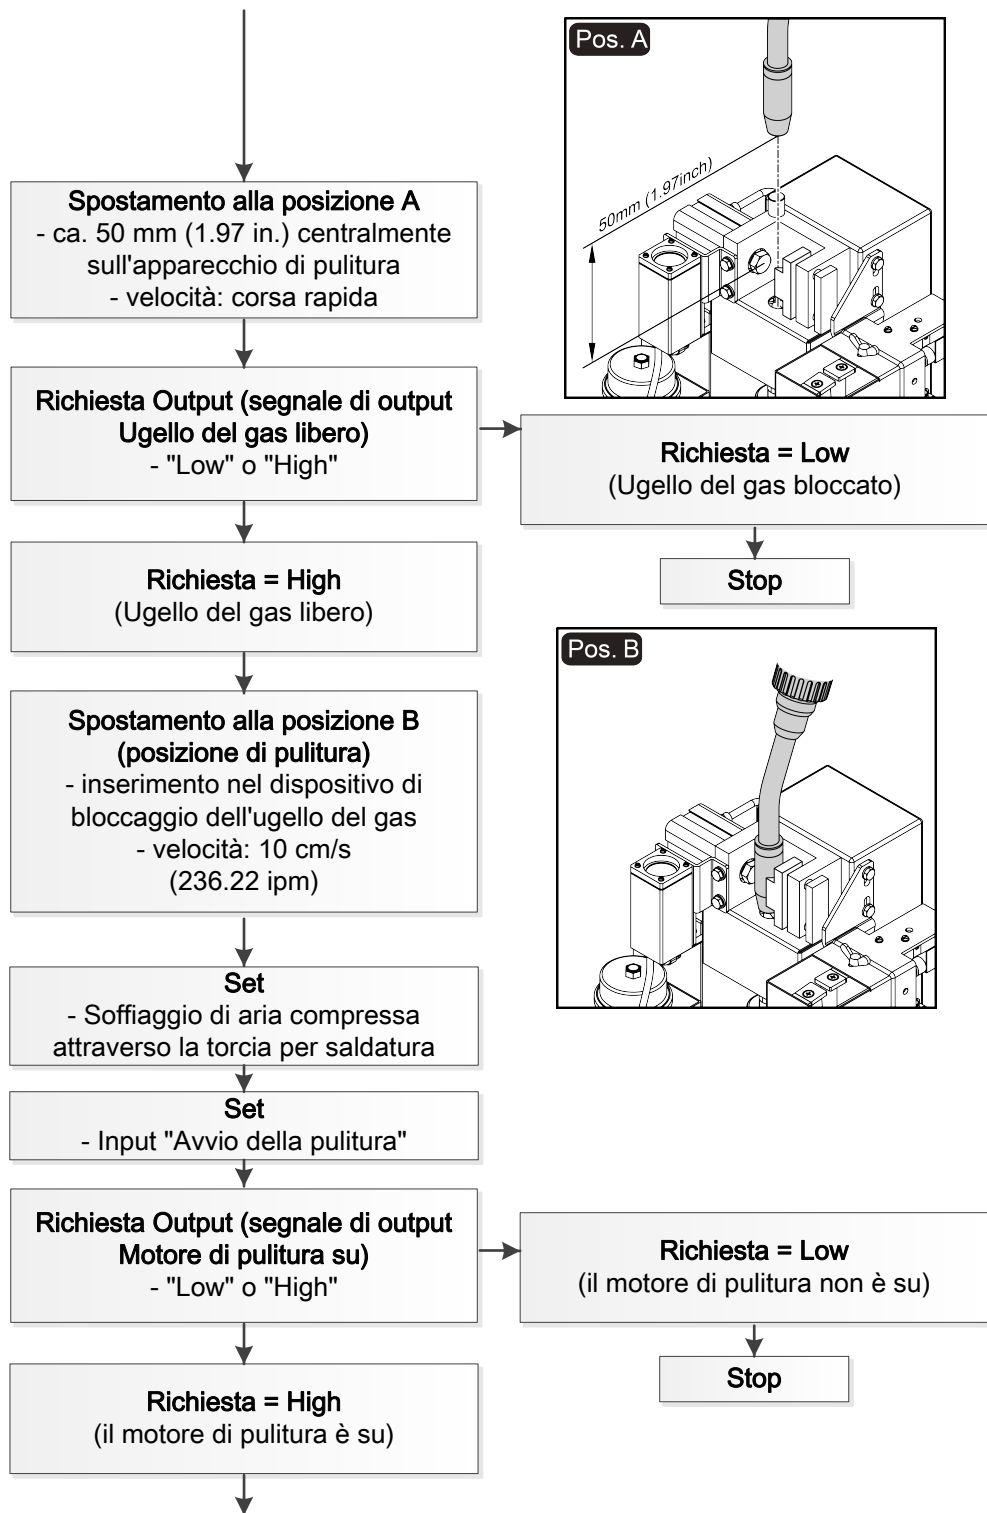 Pos. A
50mm (1.97inch)
Spostamento alla posizione A
- ca. 50 mm (1.97 in.) centralmente
sull'apparecchio di pulitura
- velocità: corsa rapida
Richiesta Output (segnale di output
Ugello del gas libero)
- "Low" o "High"
Richiesta = Low
(Ugello del gas bloccato)
Stop
Richiesta = High
(Ugello del gas libero)
Pos. B
Spostamento alla posizione B
(posizione di pulitura)
- inserimento nel dispositivo di
bloccaggio dell'ugello del gas
- velocità: 10 cm/s
(236.22 ipm)
Set
- Soffiaggio di aria compressa
attraverso la torcia per saldatura
Set
- Input "Avvio della pulitura"
Richiesta Output (segnale di output
Motore di pulitura su)
- "Low" o "High"
Richiesta = Low
(il motore di pulitura non è su)
Stop
Richiesta = High
(il motore di pulitura è su)